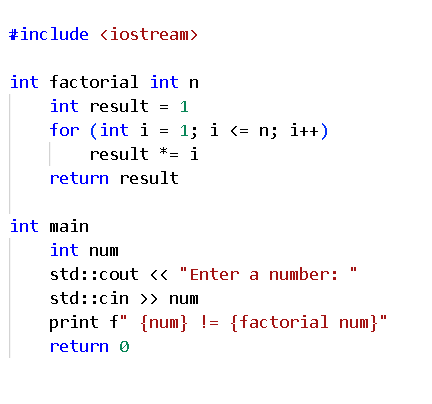 #include <iostream>
int factorial int n
    int result = 1
    for (int i = 1; i <= n; i++)
        result *= i
    return result
int main
    int num
    std::cout << "Enter a number: "
    std::cin >> num
    print f" {num} != {factorial num}"
    return 0